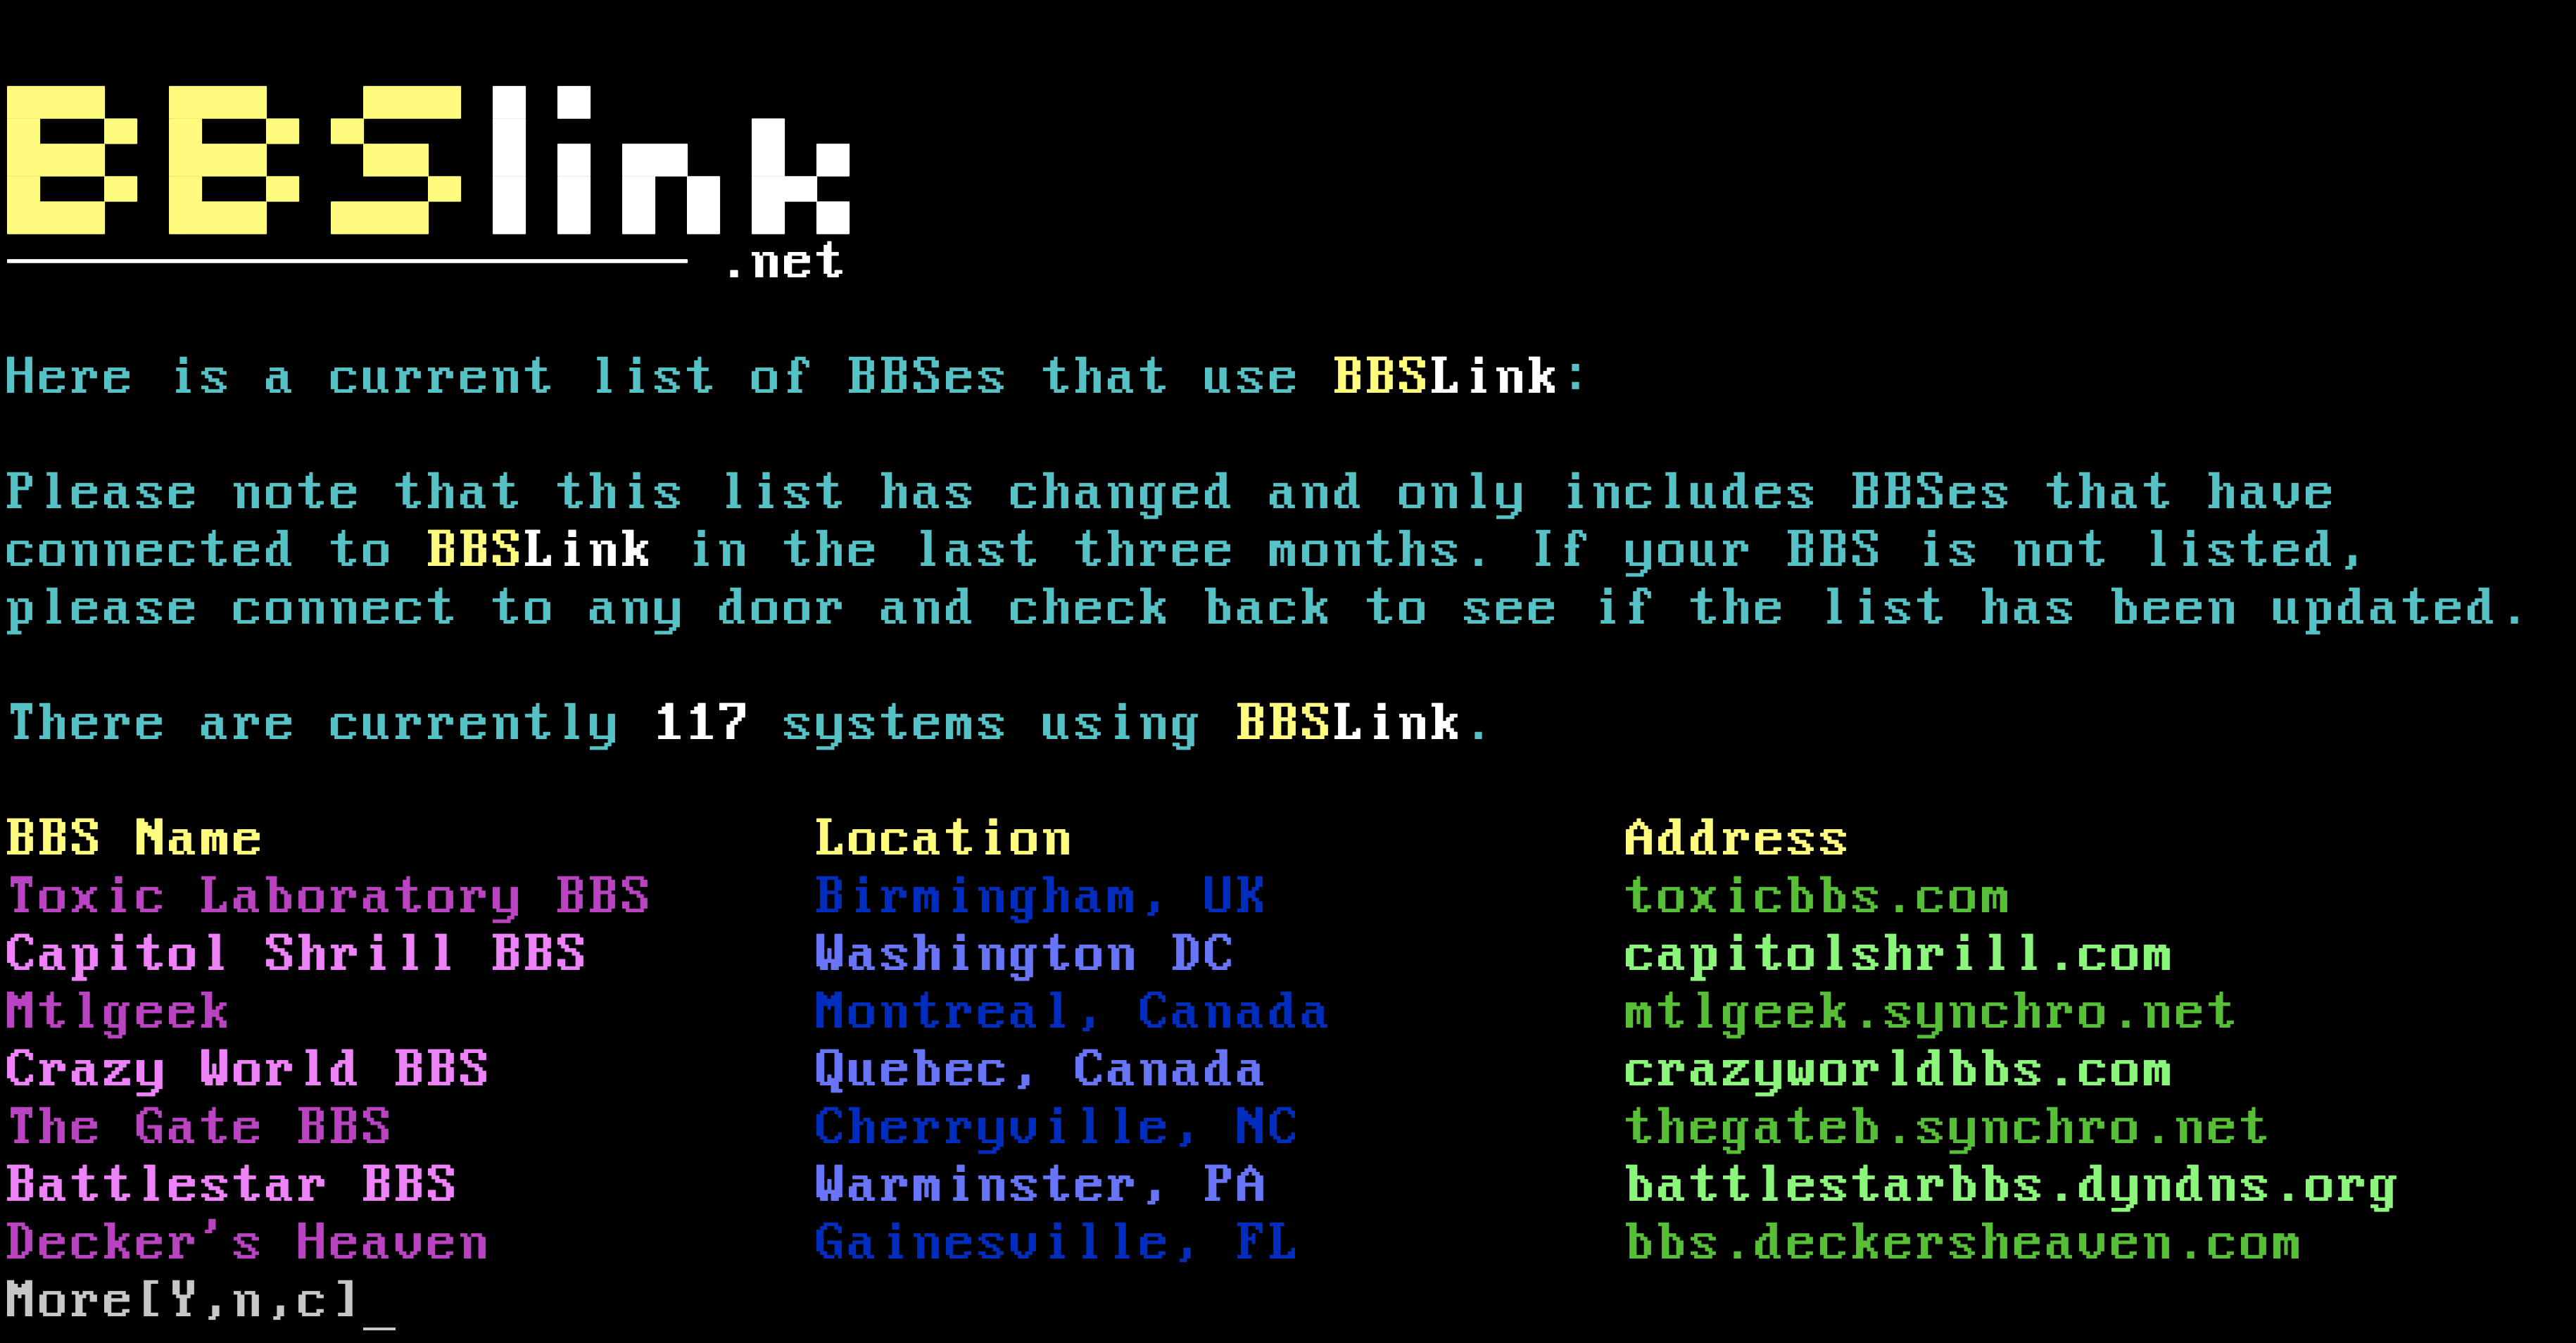 BBSlink
.net
Here is a current list of BBSes that use BBSLink:
Please note that this list has changed and only includes BBSes that have
connected to BBSLink in the last three months. If your BBS is not listed,
please connect to any door and check back to see if the list has been updated.
There are currently 117 systems using BBSLink.
BBS Name Location Address
Toxic Laboratory BBS Birmingham, UK toxicbbs.com
Capitol Shrill BBS Washington DC capitolshrill.com
Mtlgeek Montreal, Canada mtlgeek.synchro.net
Crazy World BBS Quebec, Canada crazyworldbbs.com
The Gate BBS Cherryville, NC thegateb.synchro.net
Battlestar BBS Warminster, PA battlestarbbs.dyndns.org
Decker's Heaven Gainesville, FL bbs.deckersheaven.com
More[Y,n,c]_